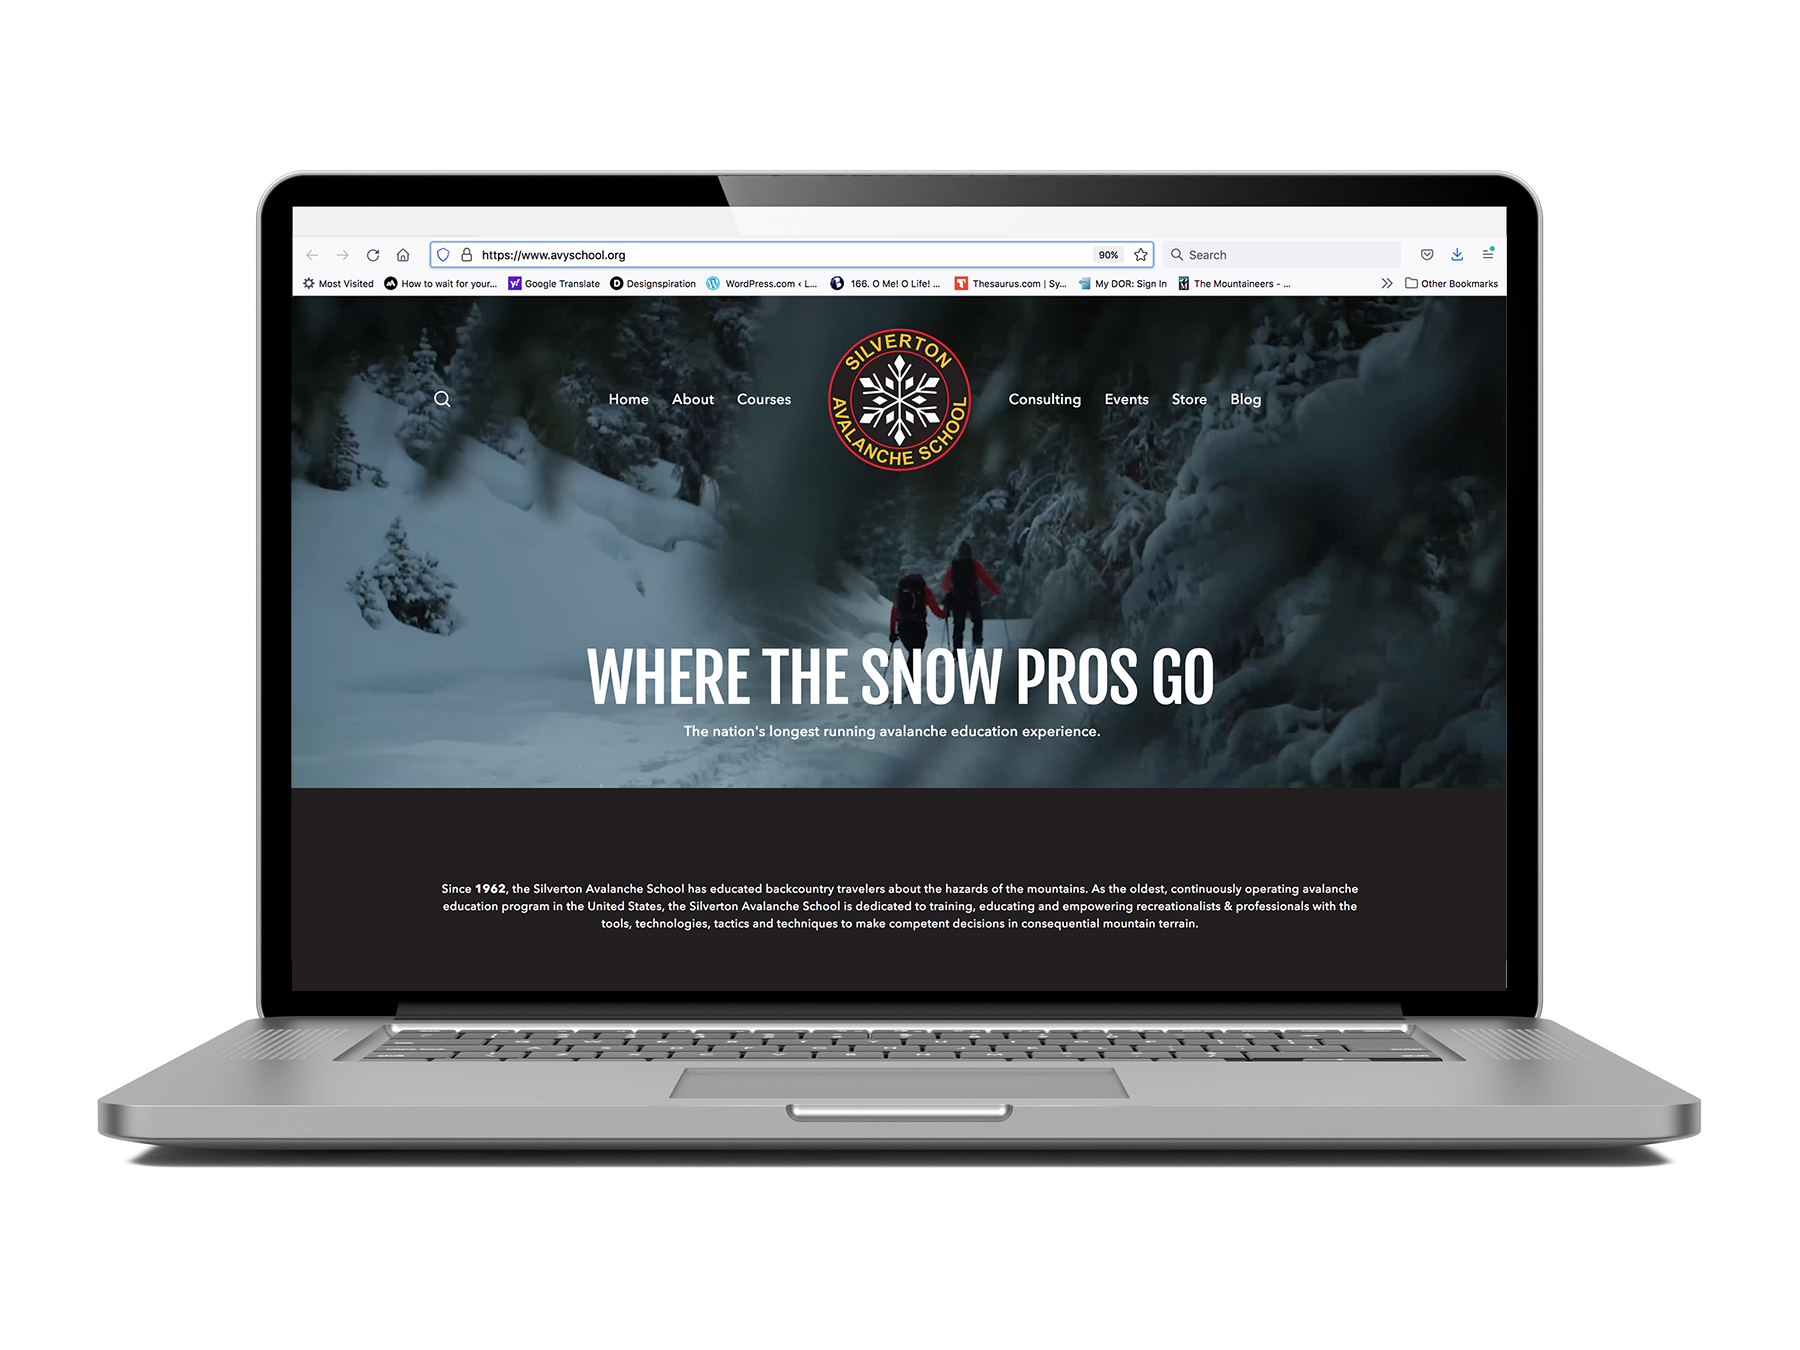 https://www.avyschool.org
90%
Search
Most Visited
How to wait for your...
Google Translate
Designspiration
WordPress.com ‹ L...
166. O Me! O Life! ...
Thesaurus.com | Sy...
My DOR: Sign In
The Mountaineers - ...
Other Bookmarks
SILVERTON
AVALANCHE SCHOOL
Home
About
Courses
Consulting
Events
Store
Blog
WHERE THE SNOW PROS GO
The nation's longest running avalanche education experience.
Since 1962, the Silverton Avalanche School has educated backcountry travelers about the hazards of the mountains. As the oldest, continuously operating avalanche
education program in the United States, the Silverton Avalanche School is dedicated to training, educating and empowering recreationalists & professionals with the
tools, technologies, tactics and techniques to make competent decisions in consequential mountain terrain.